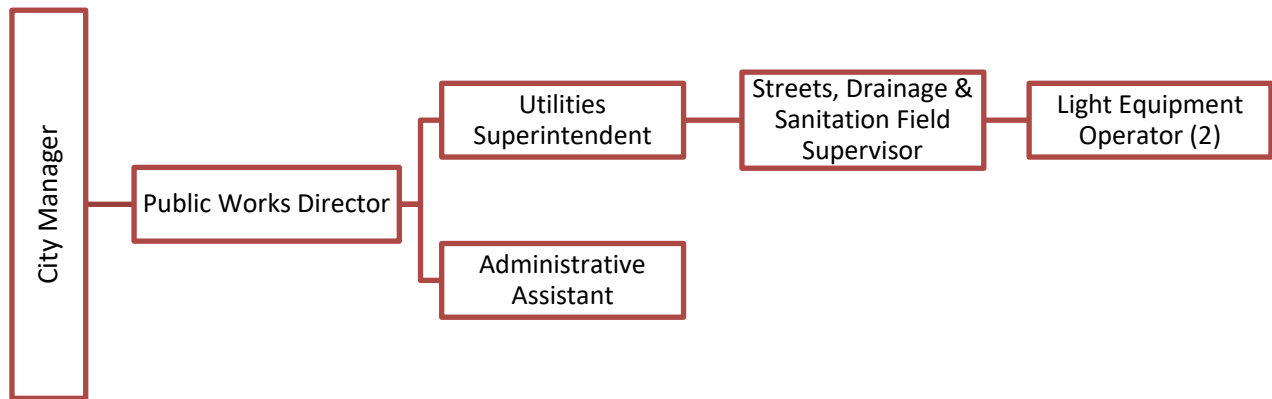 City Manager
Public Works Director
Utilities
Superintendent
Administrative
Assistant
Streets, Drainage &
Sanitation Field
Supervisor
Light Equipment
Operator (2)